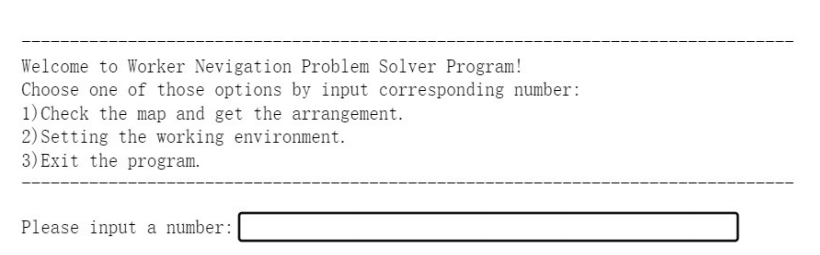 --------------------------------------------------------------------------------
Welcome to Worker Nevigation Problem Solver Program!
Choose one of those options by input corresponding number:
1)Check the map and get the arrangement.
2)Setting the working environment.
3)Exit the program.
--------------------------------------------------------------------------------
Please input a number: